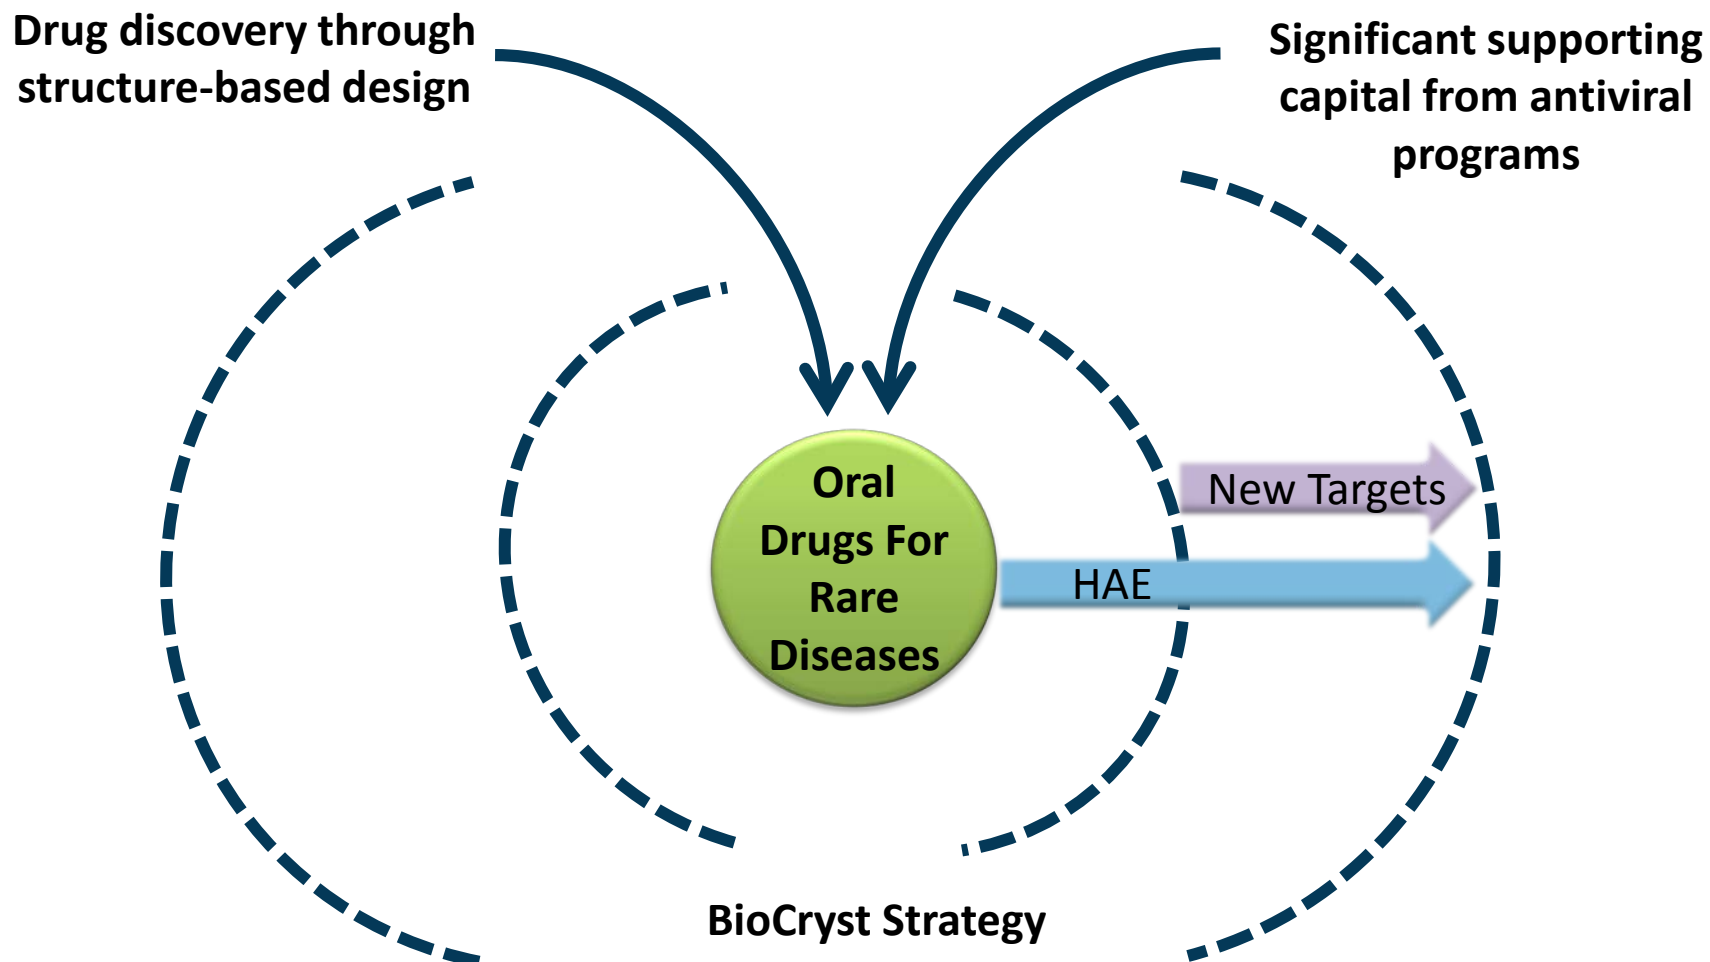 Drug discovery through
structure-based design
Significant supporting
capital from antiviral
programs
Oral
Drugs For
Rare
Diseases
New Targets
HAE
BioCryst Strategy